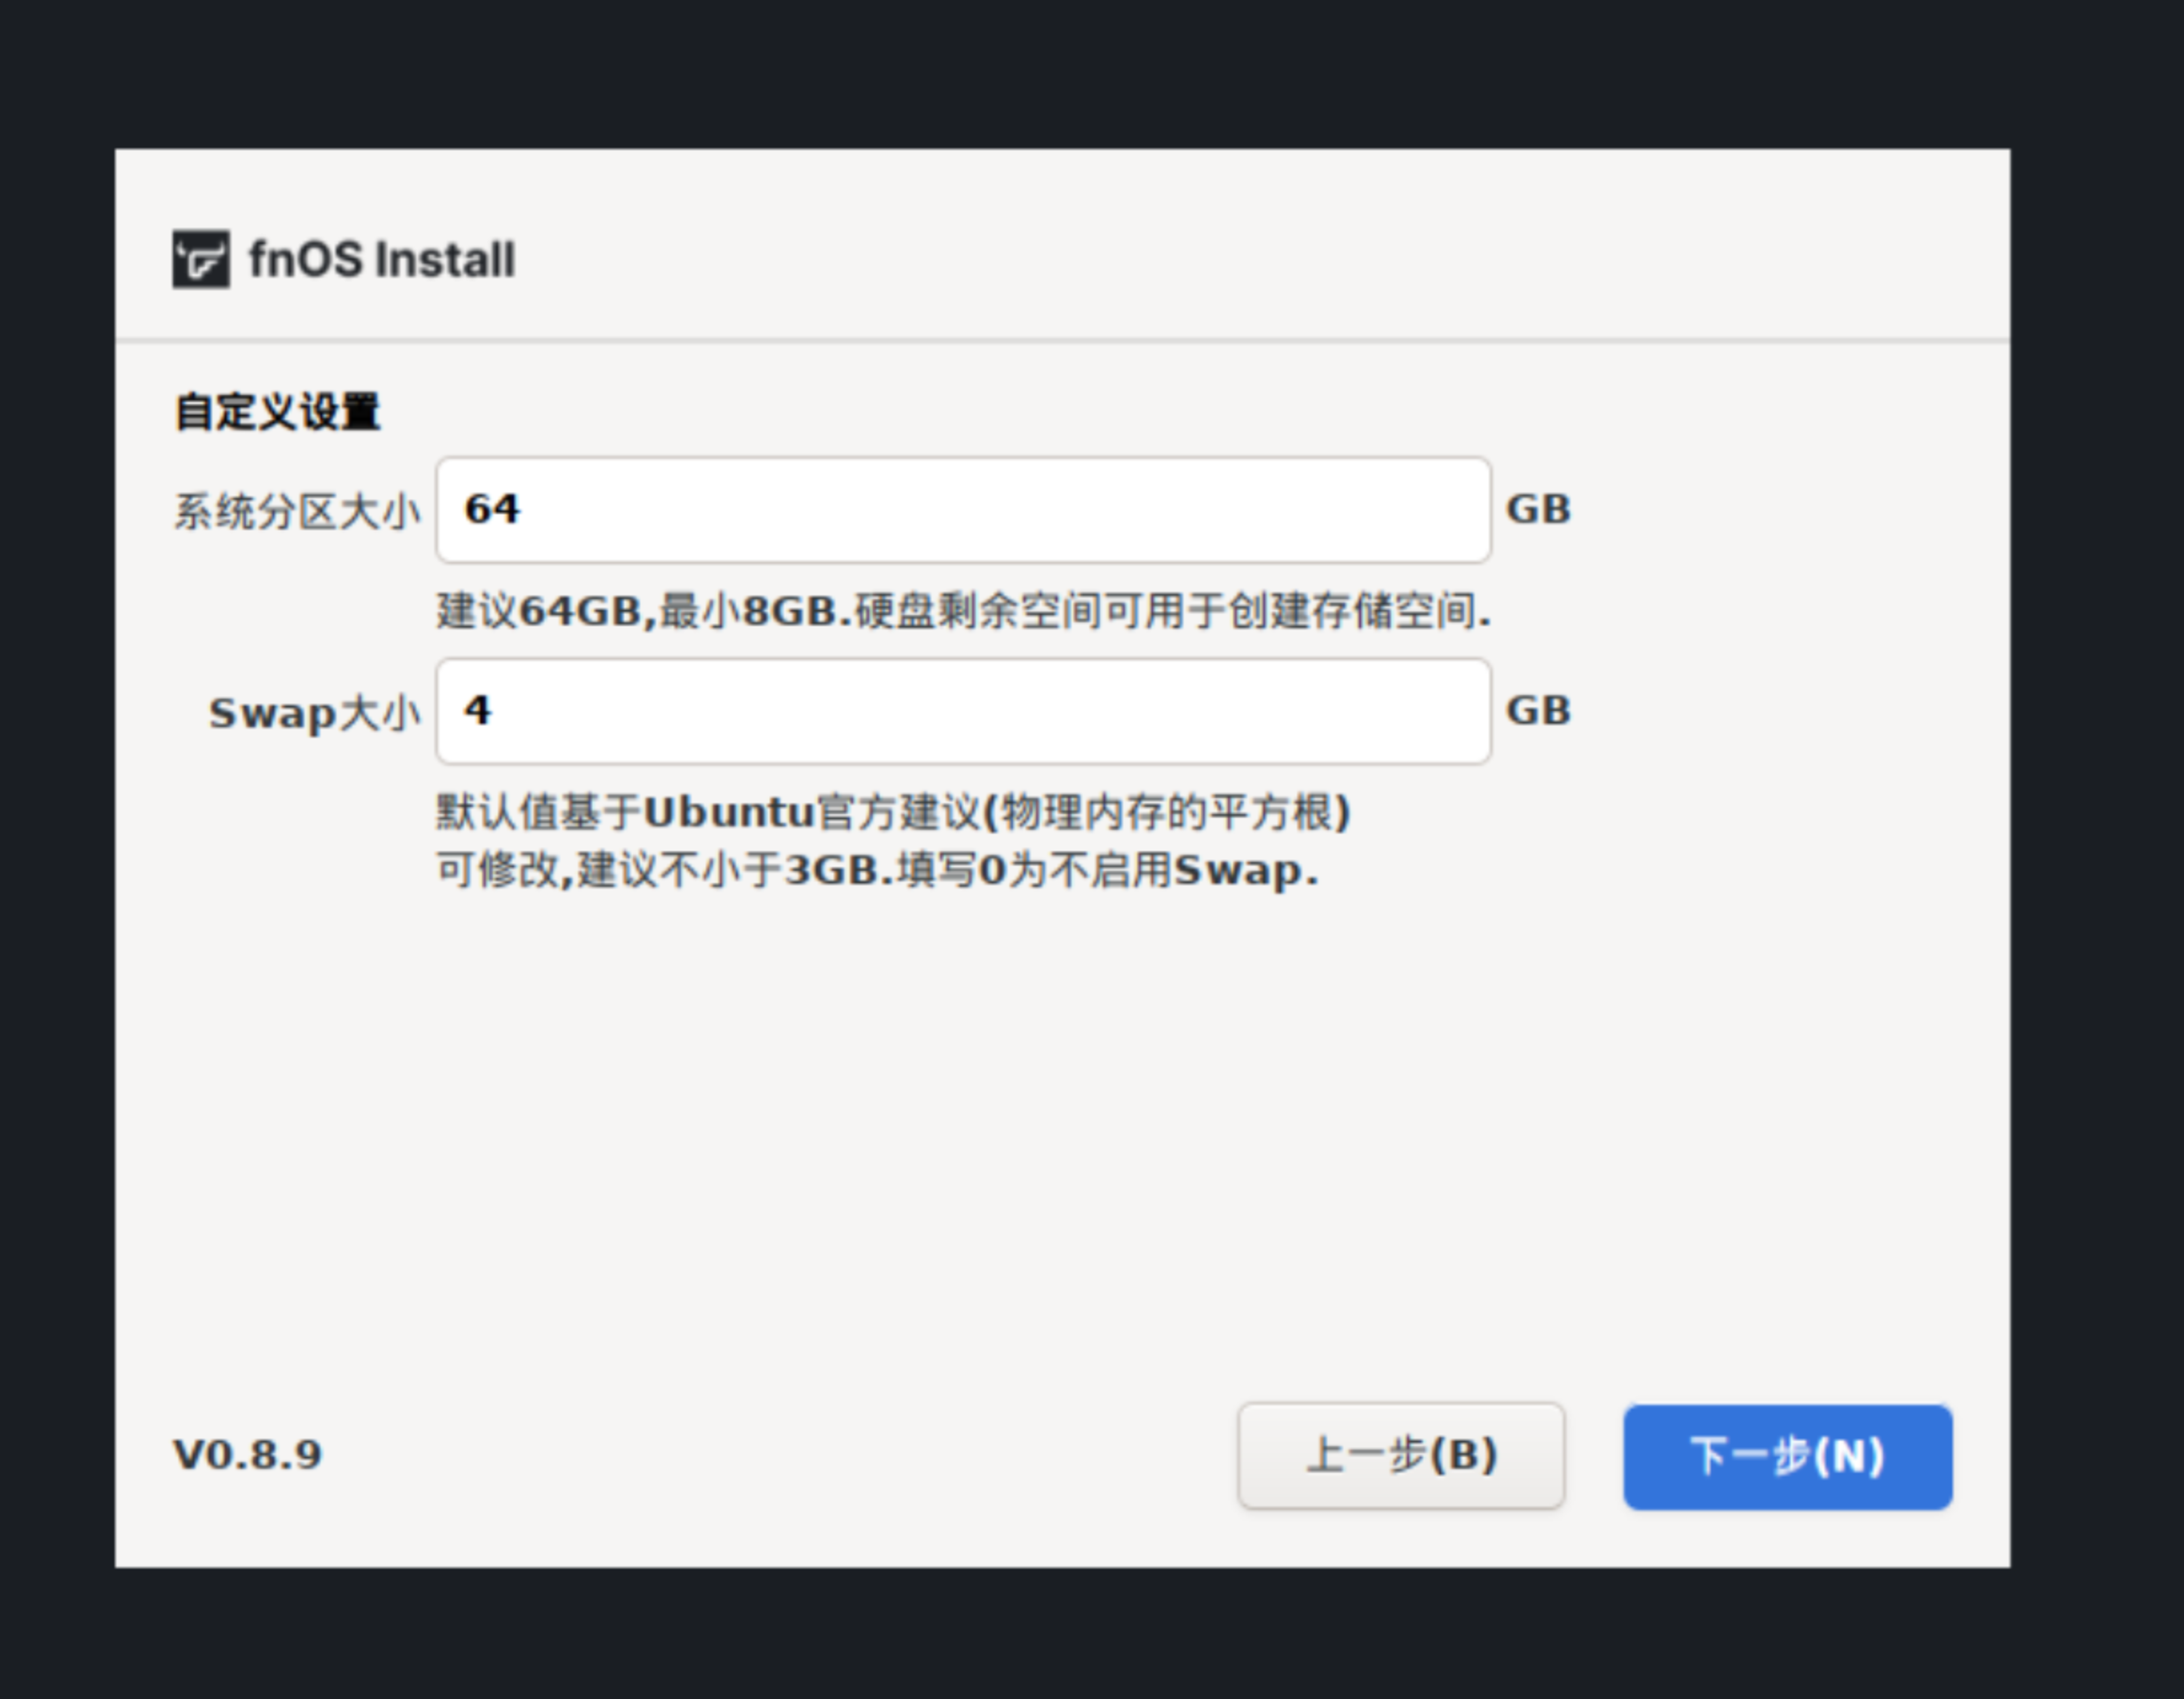 fnOS Install
自定义设置
系统分区大小 64 GB
建议64GB,最小8GB.硬盘剩余空间可用于创建存储空间.
Swap大小 4 GB
默认值基于Ubuntu官方建议(物理内存的平方根)
可修改,建议不小于3GB.填写0为不启用Swap.
V0.8.9 上一步(B) 下一步(N)